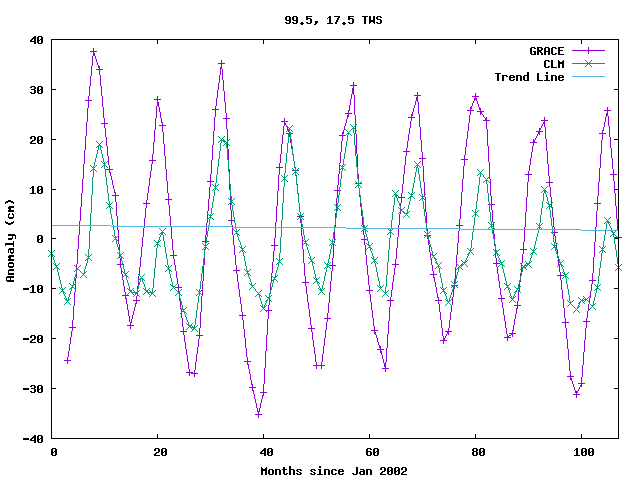 99.5, 17.5 TWS
GRACE
CLM
Trend Line
Anomaly (cm)
40
30
20
10
0
-10
-20
-30
-40
0 20 40 60 80 100
Months since Jan 2002